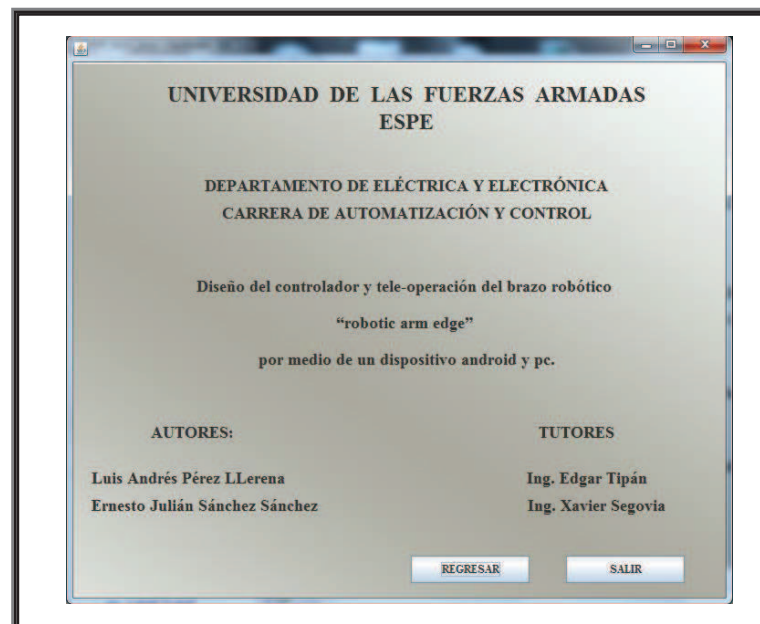 UNIVERSIDAD DE LAS FUERZAS ARMADAS
ESPE
DEPARTAMENTO DE ELÉCTRICA Y ELECTRÓNICA
CARRERA DE AUTOMATIZACIÓN Y CONTROL
Diseño del controlador y tele-operación del brazo robótico
“robotic arm edge”
por medio de un dispositivo android y pc.
AUTORES:
TUTORES
Luis Andrés Pérez LLerena
Ing. Edgar Tipán
Ernesto Julián Sánchez Sánchez
Ing. Xavier Segovia
REGRESAR
SALIR